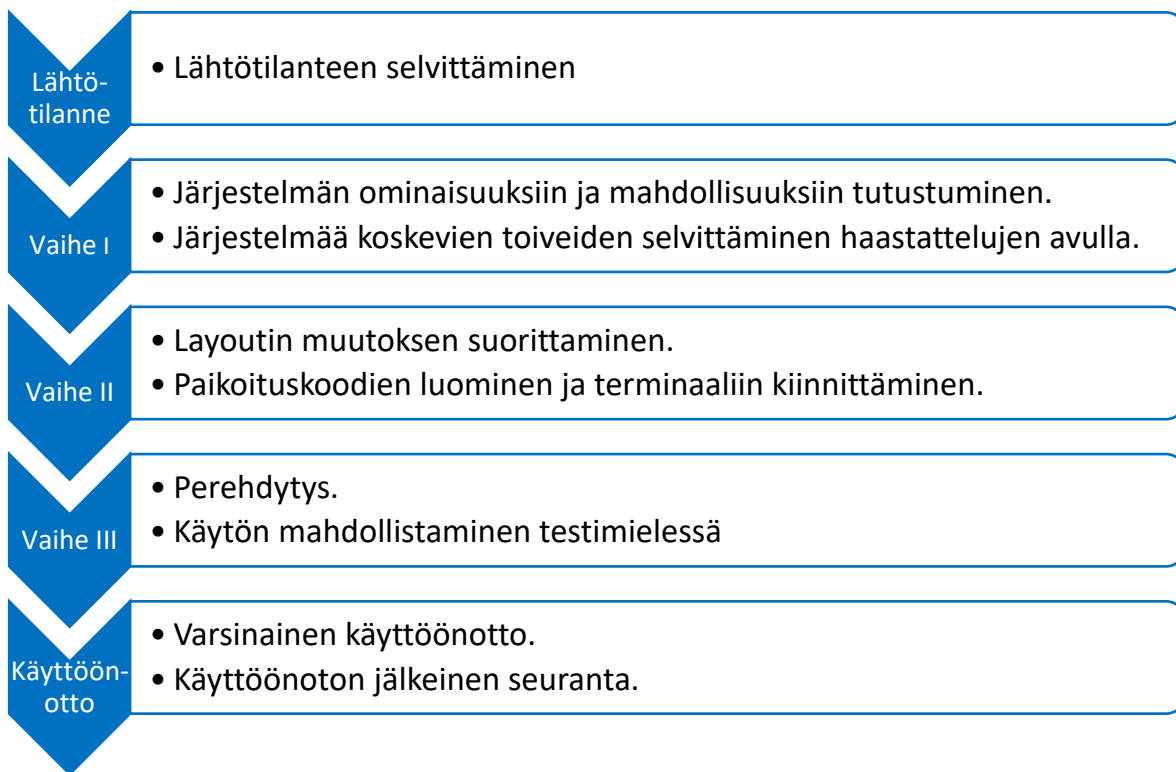 Lähtö-
tilanne
• Lähtötilanteen selvittäminen
Vaihe I
• Järjestelmän ominaisuuksiin ja mahdollisuuksiin tutustuminen.
• Järjestelmää koskevien toiveiden selvittäminen haastattelujen avulla.
Vaihe II
• Layoutin muutoksen suorittaminen.
• Paikoituskoodien luominen ja terminaaliin kiinnittäminen.
Vaihe III
• Perehdytys.
• Käytön mahdollistaminen testimielessä
Käyttöön-
otto
• Varsinainen käyttöönotto.
• Käyttöönoton jälkeinen seuranta.